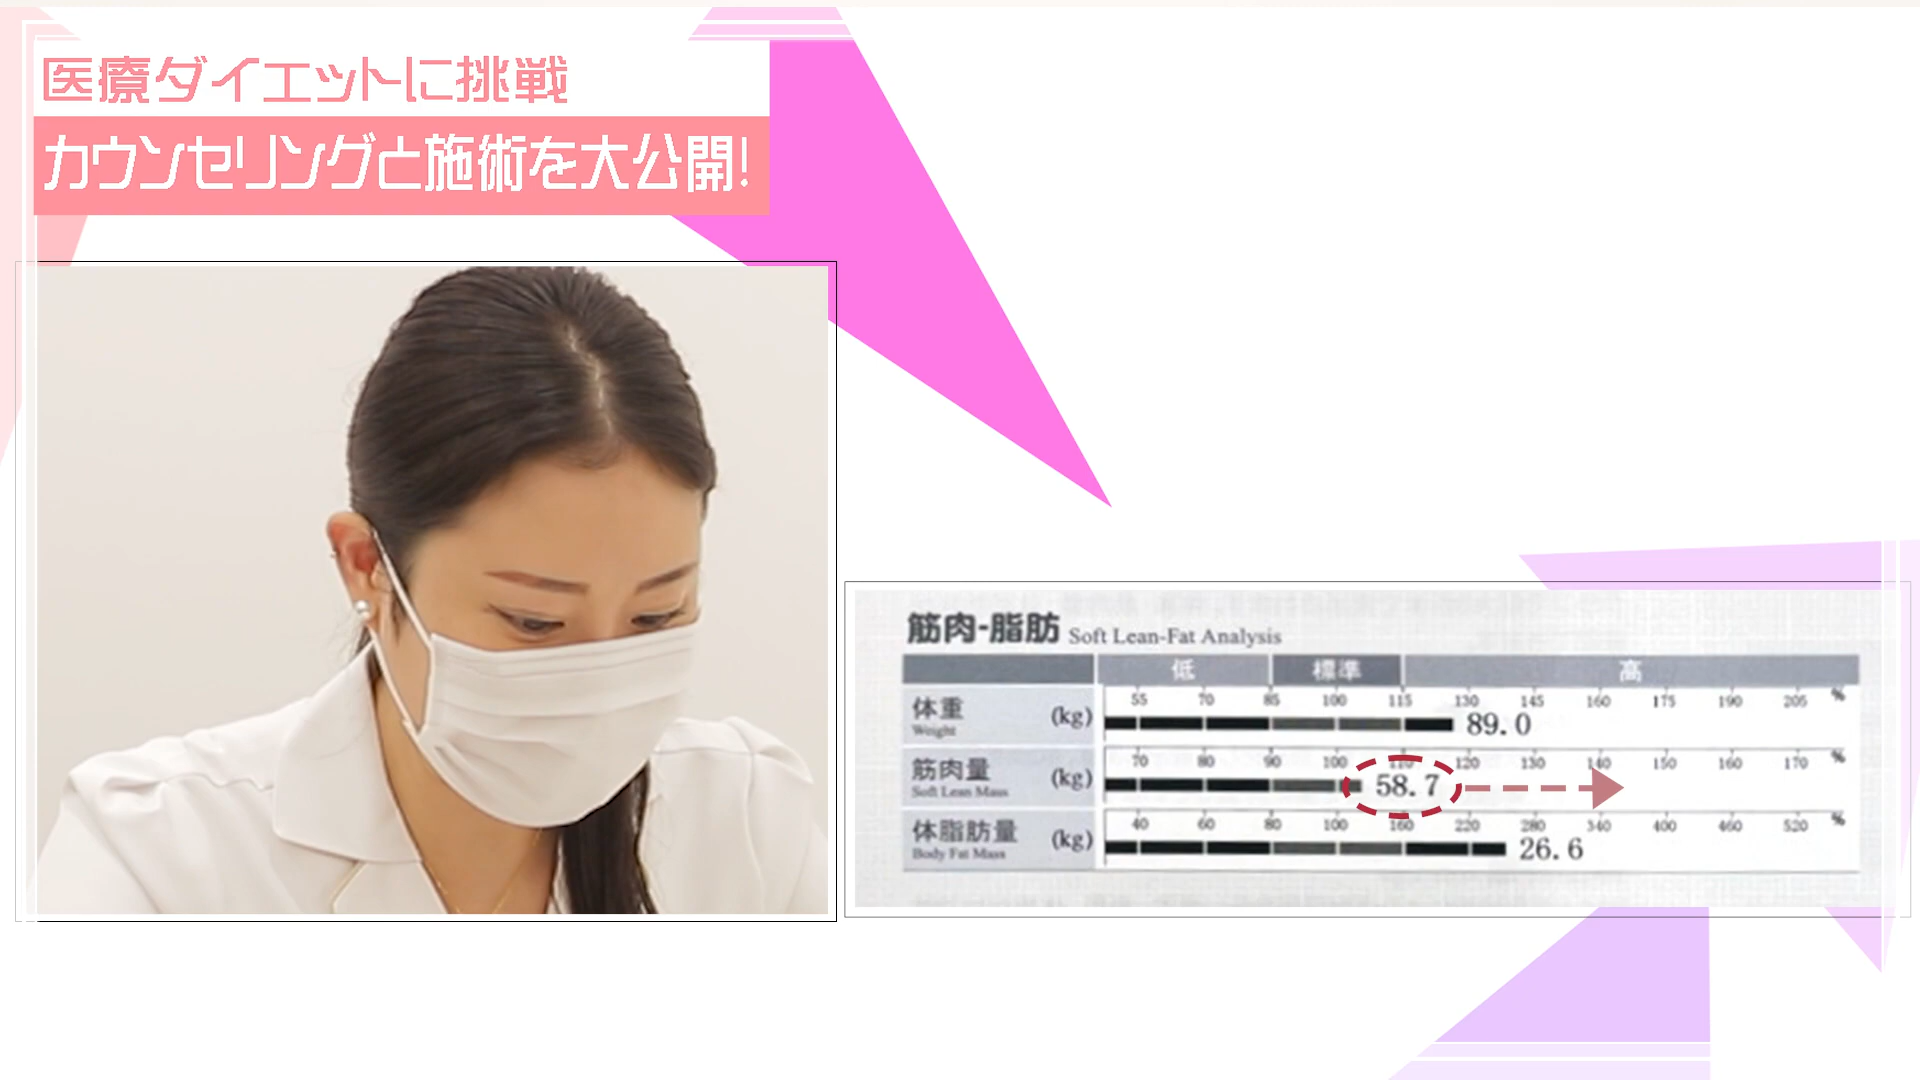 医療ダイエットに挑戦
カウンセリングと施術を大公開!
筋肉-脂肪 Soft Lean-Fat Analysis
低 標準 高
体重 (kg) 55 70 85 100 115 130 145 160 175 190 205 %
Weight 89.0
筋肉量 (kg) 70 80 90 100 110 120 130 140 150 160 170 %
Soft Lean Mass 58.7
体脂肪量 (kg) 40 60 80 100 160 220 280 340 400 460 520 %
Body Fat Mass 26.6